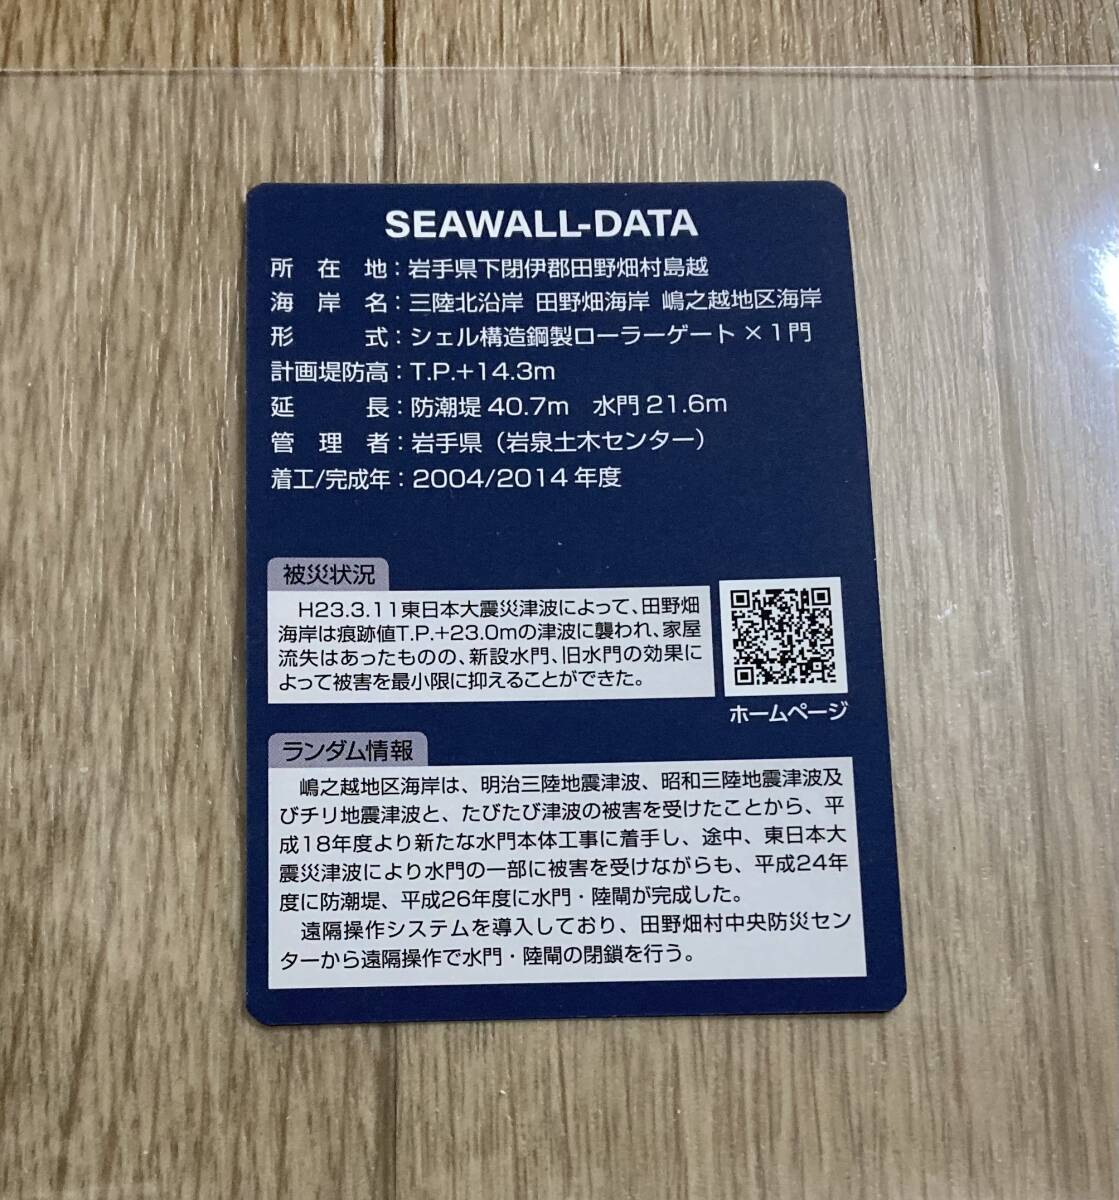 SEAWALL-DATA
所在地：岩手県下閉伊郡田野畑村島越
海岸名：三陸北沿岸 田野畑海岸 嶋之越地区海岸
形式：シェル構造鋼製ローラーゲート×1門
計画堤防高：T.P.+14.3m
延長：防潮堤40.7m 水門21.6m
管理者：岩手県（岩泉土木センター）
着工/完成年：2004/2014年度
被災状況
H23.3.11東日本大震災津波によって、田野畑
海岸は痕跡値T.P.+23.0mの津波に襲われ、家屋
流失はあったものの、新設水門、旧水門の効果に
よって被害を最小限に抑えることができた。
ホームページ
ランダム情報
嶋之越地区海岸は、明治三陸地震津波、昭和三陸地震津波及
びチリ地震津波と、たびたび津波の被害を受けたことから、平
成18年度より新たな水門本体工事に着手し、途中、東日本大
震災津波により水門の一部に被害を受けながらも、平成24年
度に防潮堤、平成26年度に水門・陸閘が完成した。
遠隔操作システムを導入しており、田野畑村中央防災セン
ターから遠隔操作で水門・陸閘の閉鎖を行う。